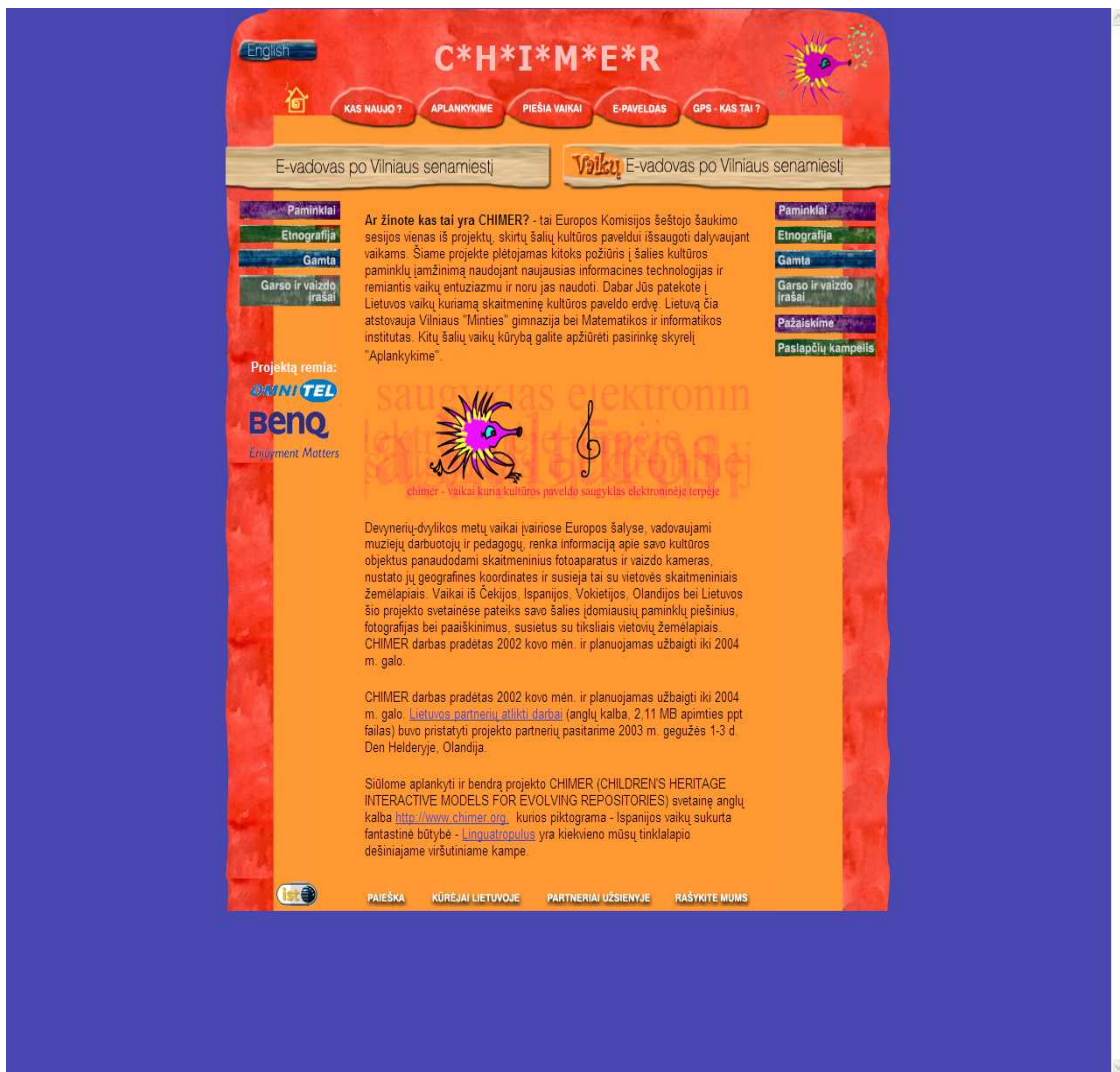 English
C*H*I*M*E*R
KAS NAUJO ?
APLANKYKIME
PIEŠIA VAIKAI
E-PAVELDAS
GPS - KAS TAI ?
E-vadovas po Vilniaus senamiestį
Vaikų E-vadovas po Vilniaus senamiestį
Paminklai
Etnografija
Gamta
Garso ir vaizdo
įrašai
Projektą remia:
OMNITEL
BenQ
Enjoyment Matters
Ar žinote kas tai yra CHIMER? - tai Europos Komisijos šeštojo šaukimo
sesijos vienas iš projektų, skirtų šalių kultūros paveldui išsaugoti dalyvaujant
vaikams. Šiame projekte plėtojamas kitoks požiūris į šalies kultūros
paminklų įamžinimą naudojant naujausias informacines technologijas ir
remiantis vaikų entuziazmu ir noru jas naudoti. Dabar Jūs patekote į
Lietuvos vaikų kuriamą skaitmeninę kultūros paveldo erdvę. Lietuvą čia
atstovauja Vilniaus "Minties" gimnazija bei Matematikos ir informatikos
institutas. Kitų šalių vaikų kūrybą galite apžiūrėti pasirinkę skyrelį
"Aplankykime".
saugyklas elektronin
chimer - vaikai kuria kultūros paveldo saugyklas elektroninėje terpėje
Devynerių-dvylikos metų vaikai įvairiose Europos šalyse, vadovaujami
muziejų darbuotojų ir pedagogų, renka informaciją apie savo kultūros
objektus panaudodami skaitmeninius fotoaparatus ir vaizdo kameras,
nustato jų geografines koordinates ir susieja tai su vietovės skaitmeniniais
žemėlapiais. Vaikai iš Čekijos, Ispanijos, Vokietijos, Olandijos bei Lietuvos
šio projekto svetainėse pateiks savo šalies įdomiausių paminklų piešinius,
fotografijas bei paaiškinimus, susietus su tiksliais vietovių žemėlapiais.
CHIMER darbas pradėtas 2002 kovo mėn. ir planuojamas užbaigti iki 2004
m. galo.
CHIMER darbas pradėtas 2002 kovo mėn. ir planuojamas užbaigti iki 2004
m. galo. Lietuvos partnerių atlikti darbai (anglų kalba, 2,11 MB apimties ppt
failas) buvo pristatyti projekto partnerių pasitarime 2003 m. gegužės 1-3 d.
Den Helderyje, Olandija.
Siūlome aplankyti ir bendrą projekto CHIMER (CHILDREN'S HERITAGE
INTERACTIVE MODELS FOR EVOLVING REPOSITORIES) svetainę anglų
kalba http://www.chimer.org, kurios piktograma - Ispanijos vaikų sukurta
fantastinė būtybė - Linguatropulus yra kiekvieno mūsų tinklalapio
dešiniajame viršutiniame kampe.
Paminklai
Etnografija
Gamta
Garso ir vaizdo
įrašai
Pažaiskime
Paslapčių kampelis
ist
PAIEŠKA
KŪRĖJAI LIETUVOJE
PARTNERIAI UŽSIENYJE
RAŠYKITE MUMS